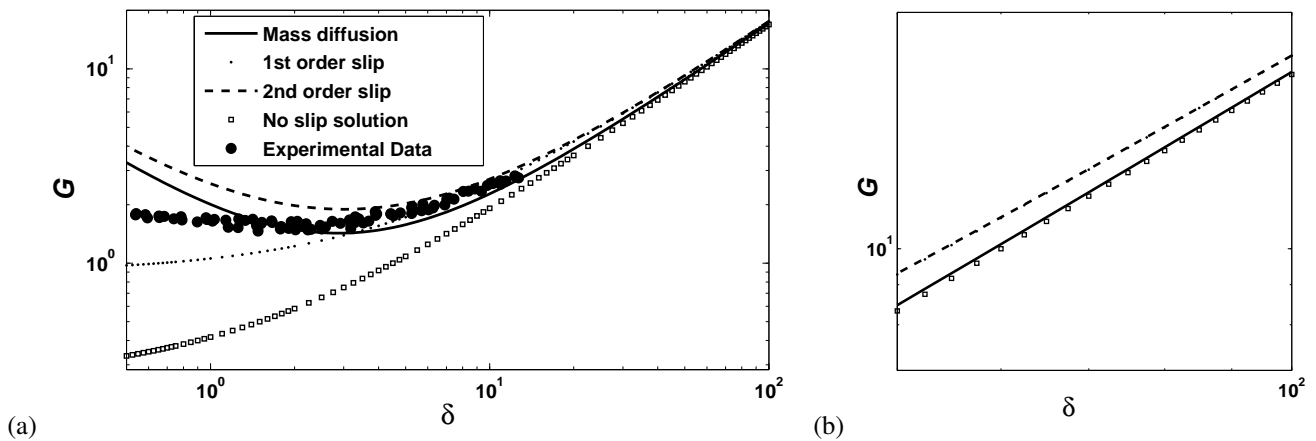 10¹
10⁰
G
Mass diffusion
1st order slip
2nd order slip
No slip solution
Experimental Data
10⁰
10¹
10²
δ
(a)
G
10¹
10²
δ
(b)